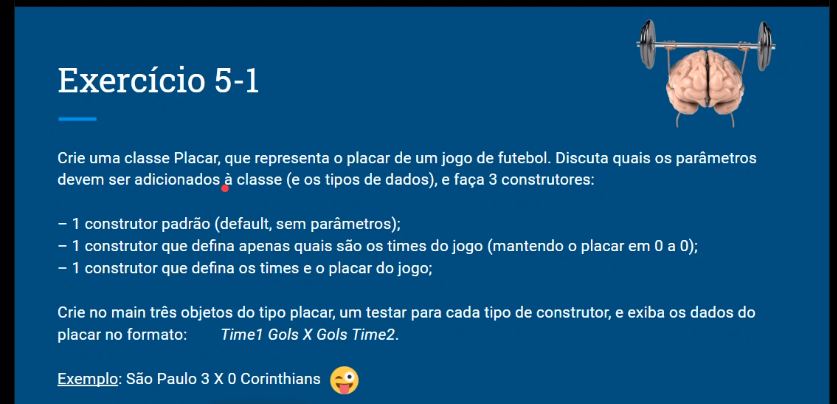 Exercício 5-1
Crie uma classe Placar, que representa o placar de um jogo de futebol. Discuta quais os parâmetros
devem ser adicionados à classe (e os tipos de dados), e faça 3 construtores:
– 1 construtor padrão (default, sem parâmetros);
– 1 construtor que defina apenas quais são os times do jogo (mantendo o placar em 0 a 0);
– 1 construtor que defina os times e o placar do jogo;
Crie no main três objetos do tipo placar, um testar para cada tipo de construtor, e exiba os dados do
placar no formato: Time1 Gols X Gols Time2.
Exemplo: São Paulo 3 X 0 Corinthians